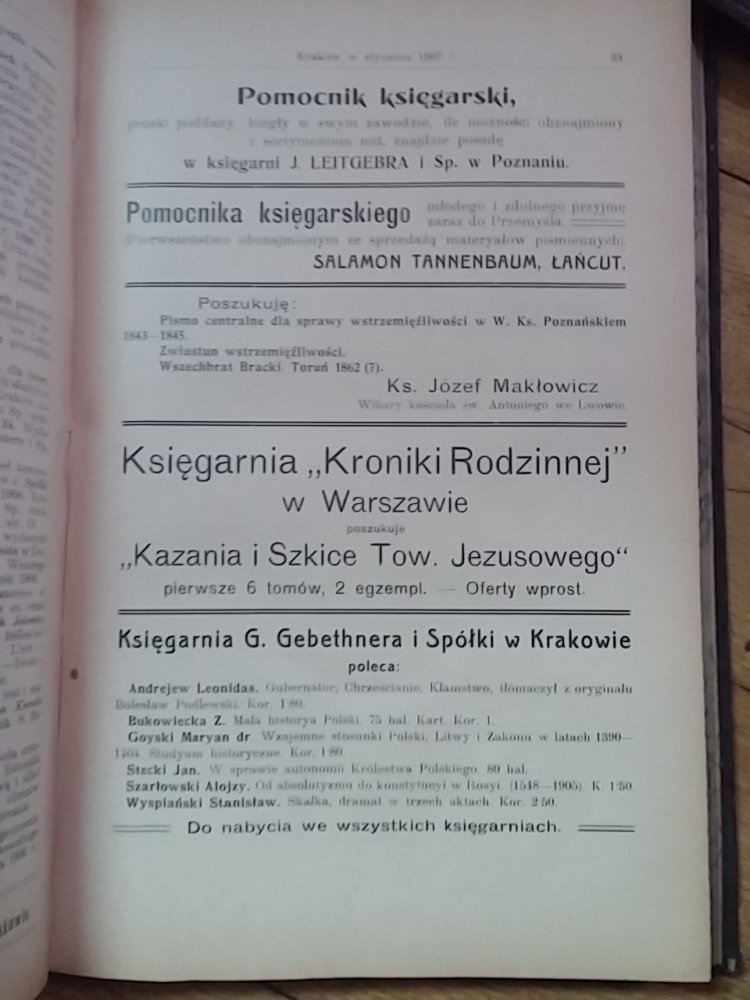 Kraków w styczniu 1907 r. 23
Pomocnik księgarski,
pruski poddany, biegły w swym zawodzie, ile możności obznajmiony
z sortymentem nut, znajdzie posadę
w księgarni J. LEITGEBRA i Sp. w Poznaniu.
Pomocnika księgarskiego młodego i zdolnego przyjmę
zaraz do Przemyśla.
(Pierwszeństwo obznajmionym ze sprzedażą materyałów piśmiennych).
SALAMON TANNENBAUM, ŁAŃCUT.
Poszukuję:
Pismo centralne dla sprawy wstrzemięźliwości w W. Ks. Poznańskiem
1843—1845.
Zwiastun wstrzemięźliwości.
Wszechbrat Bracki Toruń 1862 (?).
Ks. Józef Makłowicz
Wikary kościoła św. Antoniego we Lwowie.
Księgarnia „Kroniki Rodzinnej”
w Warszawie
poszukuje
„Kazania i Szkice Tow. Jezusowego“
pierwsze 6 tomów, 2 egzempl. — Oferty wprost.
Księgarnia G. Gebethnera i Spółki w Krakowie
poleca:
Andrejew Leonidas. Gubernator, Chrześcianie, Kłamstwo, tłómaczył z oryginału
Bolesław Podlewski. Kor. 1·80.
Bukowiecka Z. Mała historya Polski. 75 hal. Kart. Kor. 1.
Goyski Maryan dr. Wzajemne stosunki Polski, Litwy i Zakonu w latach 1390—
1404. Studyum historyczne. Kor. 1·80.
Stecki Jan. W sprawie autonomii Królestwa Polskiego. 80 hal.
Szarłowski Alojzy. Od absolutyzmu do konstytucyi w Rosyi. (1548—1905). K. 1·50.
Wyspiański Stanisław. Skałka, dramat w trzech aktach. Kor. 2·50.
Do nabycia we wszystkich księgarniach.